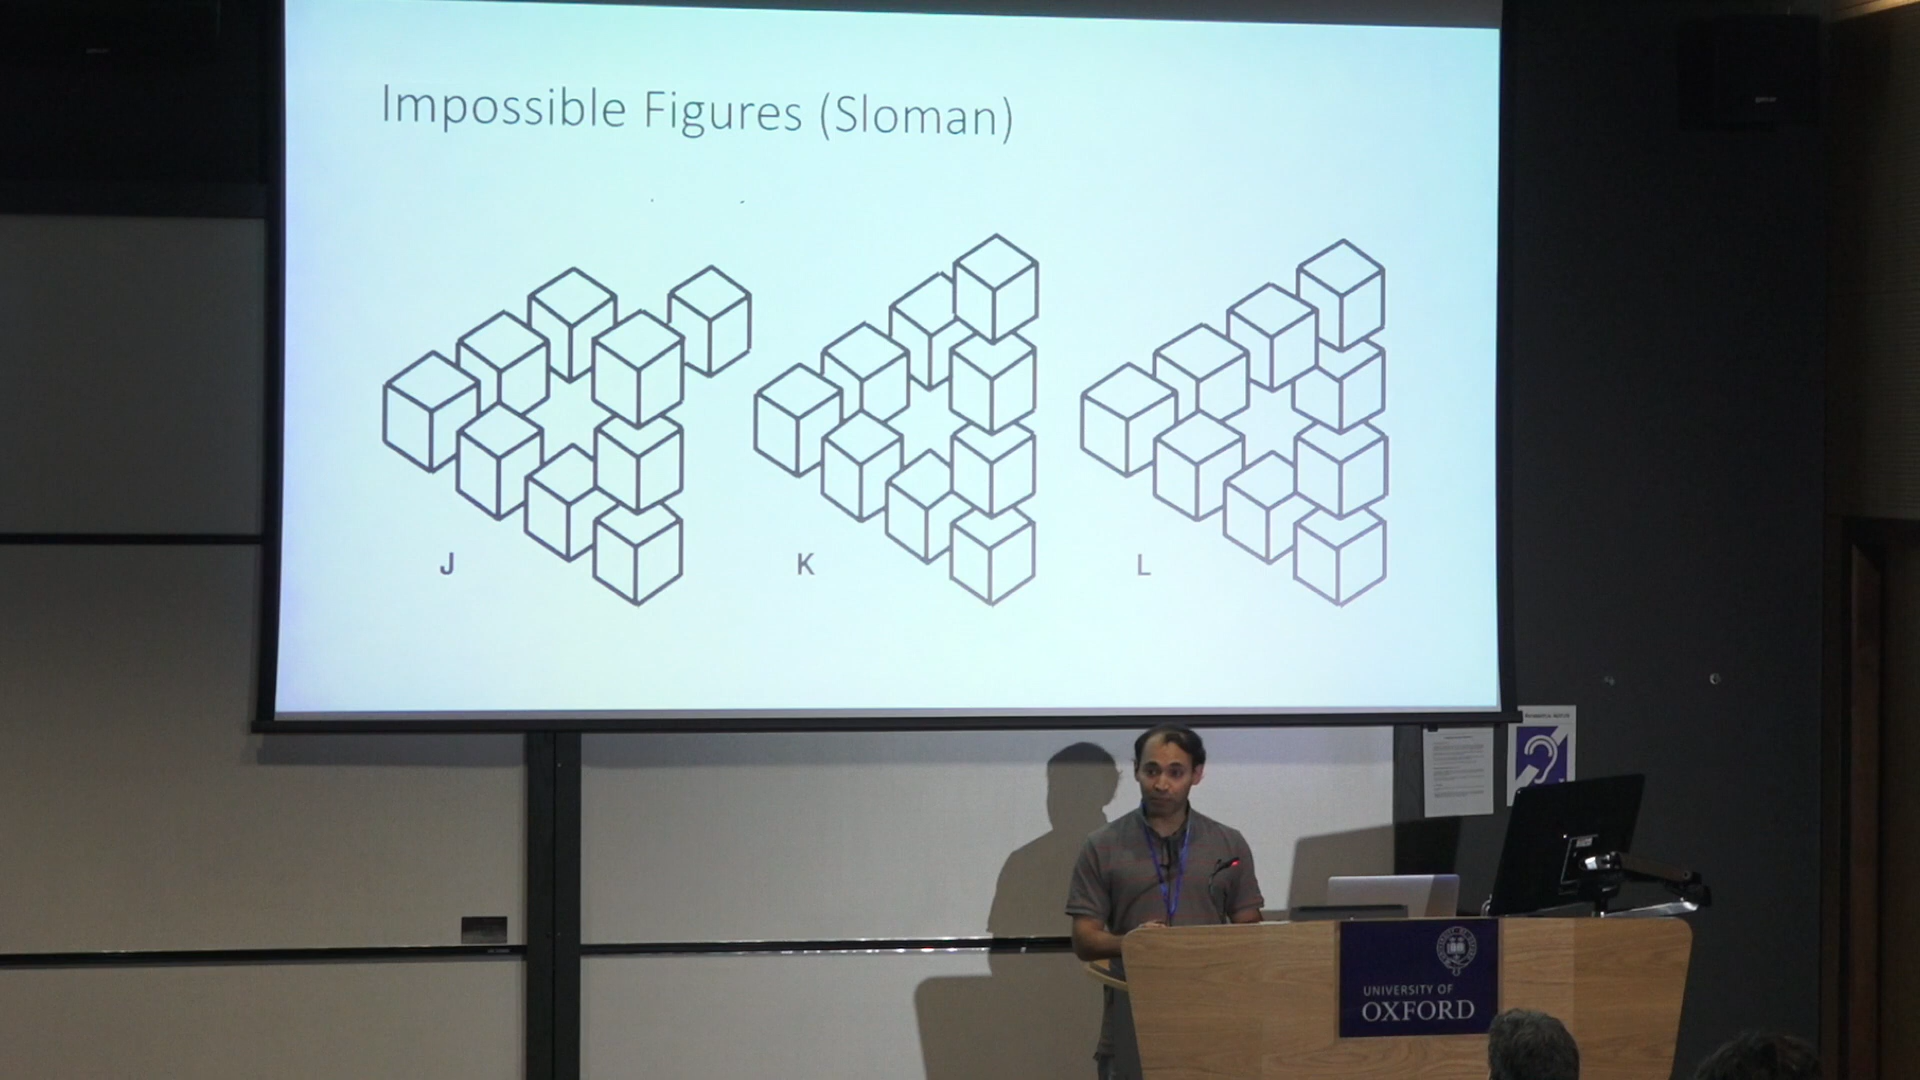 Impossible Figures (Sloman)
J
K
L
UNIVERSITY OF
OXFORD